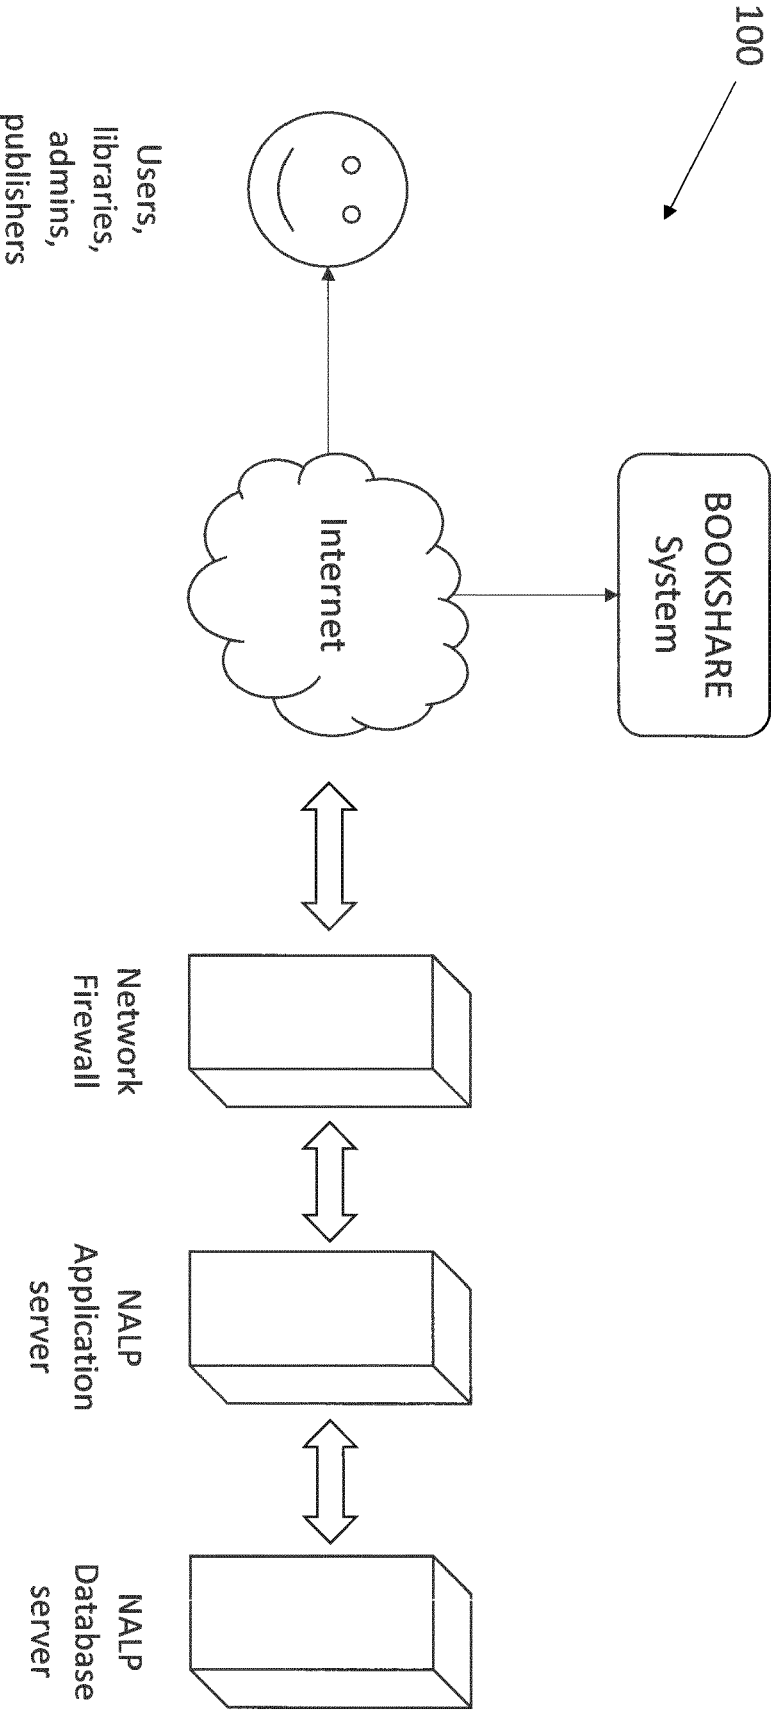 100
BOOKSHARE
System
Internet
Users,
libraries,
admins,
publishers
Network
Firewall
NALP
Application
server
NALP
Database
server